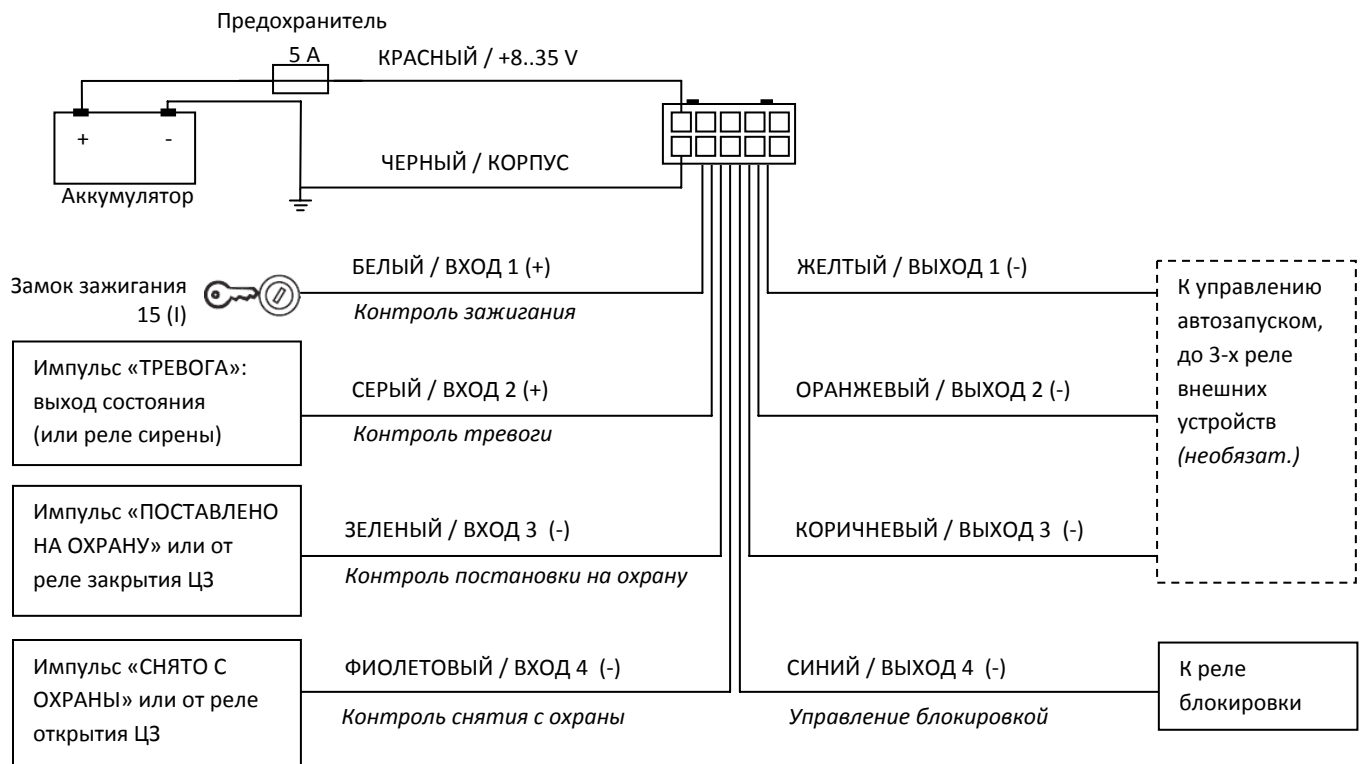 Предохранитель
5 А
КРАСНЫЙ / +8..35 V
+ -
ЧЕРНЫЙ / КОРПУС
Аккумулятор
БЕЛЫЙ / ВХОД 1 (+)
ЖЕЛТЫЙ / ВЫХОД 1 (-)
Замок зажигания
15 (I)
Контроль зажигания
К управлению
автозапуском,
до 3-х реле
внешних
устройств
(необязат.)
Импульс «ТРЕВОГА»:
выход состояния
(или реле сирены)
СЕРЫЙ / ВХОД 2 (+)
Контроль тревоги
ОРАНЖЕВЫЙ / ВЫХОД 2 (-)
Импульс «ПОСТАВЛЕНО
НА ОХРАНУ» или от
реле закрытия ЦЗ
ЗЕЛЕНЫЙ / ВХОД 3 (-)
Контроль постановки на охрану
КОРИЧНЕВЫЙ / ВЫХОД 3 (-)
Импульс «СНЯТО С
ОХРАНЫ» или от реле
открытия ЦЗ
ФИОЛЕТОВЫЙ / ВХОД 4 (-)
Контроль снятия с охраны
СИНИЙ / ВЫХОД 4 (-)
Управление блокировкой
К реле
блокировки